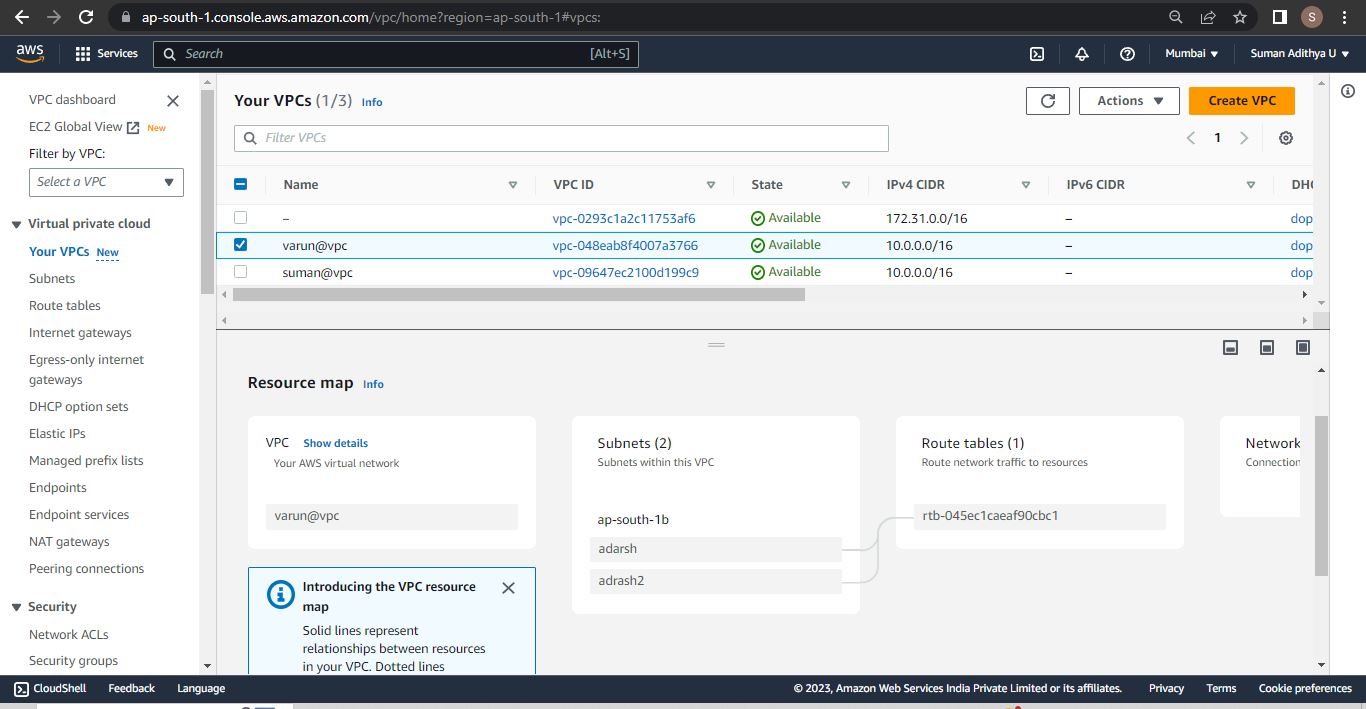 ap-south-1.console.aws.amazon.com/vpc/home?region=ap-south-1#vpcs:
S
aws
Services
Search
[Alt+S]
Mumbai
Suman Adithya U
VPC dashboard
EC2 Global View New
Filter by VPC:
Select a VPC
Virtual private cloud
Your VPCs New
Subnets
Route tables
Internet gateways
Egress-only internet
gateways
DHCP option sets
Elastic IPs
Managed prefix lists
Endpoints
Endpoint services
NAT gateways
Peering connections
Security
Network ACLs
Security groups
Your VPCs (1/3) Info
Actions
Create VPC
Filter VPCs
1
Name VPC ID State IPv4 CIDR IPv6 CIDR DHC
– vpc-0293c1a2c11753af6 Available 172.31.0.0/16 – dop
varun@vpc vpc-048eab8f4007a3766 Available 10.0.0.0/16 – dop
suman@vpc vpc-09647ec2100d199c9 Available 10.0.0.0/16 – dop
Resource map Info
VPC Show details
Your AWS virtual network
varun@vpc
Introducing the VPC resource
map
Solid lines represent
relationships between resources
in your VPC. Dotted lines
Subnets (2)
Subnets within this VPC
ap-south-1b
adarsh
adrash2
Route tables (1)
Route network traffic to resources
rtb-045ec1caeaf90cbc1
Network
Connection
CloudShell
Feedback
Language
© 2023, Amazon Web Services India Private Limited or its affiliates.
Privacy
Terms
Cookie preferences